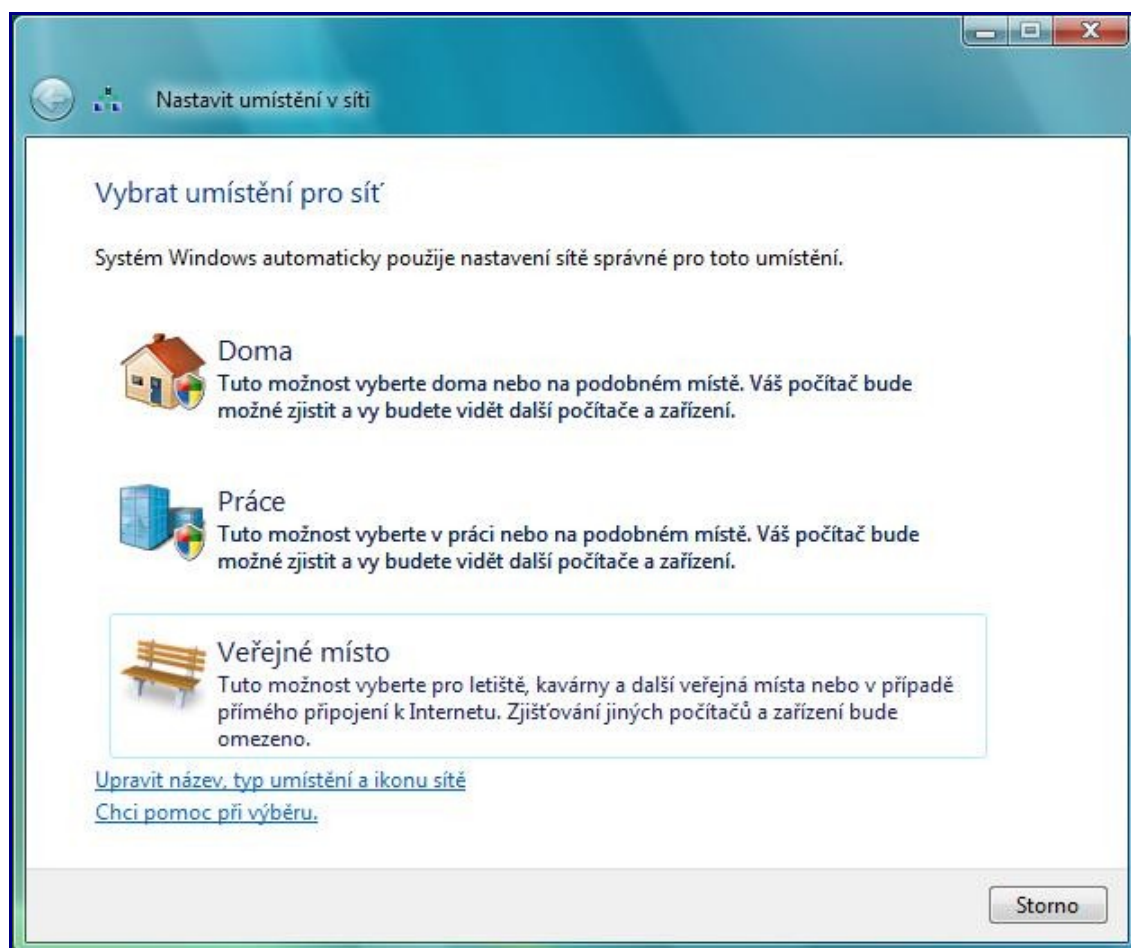 Nastavit umístění v síti
Vybrat umístění pro síť
Systém Windows automaticky použije nastavení sítě správné pro toto umístění.
Doma
Tuto možnost vyberte doma nebo na podobném místě. Váš počítač bude
možné zjistit a vy budete vidět další počítače a zařízení.
Práce
Tuto možnost vyberte v práci nebo na podobném místě. Váš počítač bude
možné zjistit a vy budete vidět další počítače a zařízení.
Veřejné místo
Tuto možnost vyberte pro letiště, kavárny a další veřejná místa nebo v případě
přímého připojení k Internetu. Zjišťování jiných počítačů a zařízení bude
omezeno.
Upravit název, typ umístění a ikonu sítě
Chci pomoc při výběru.
Storno